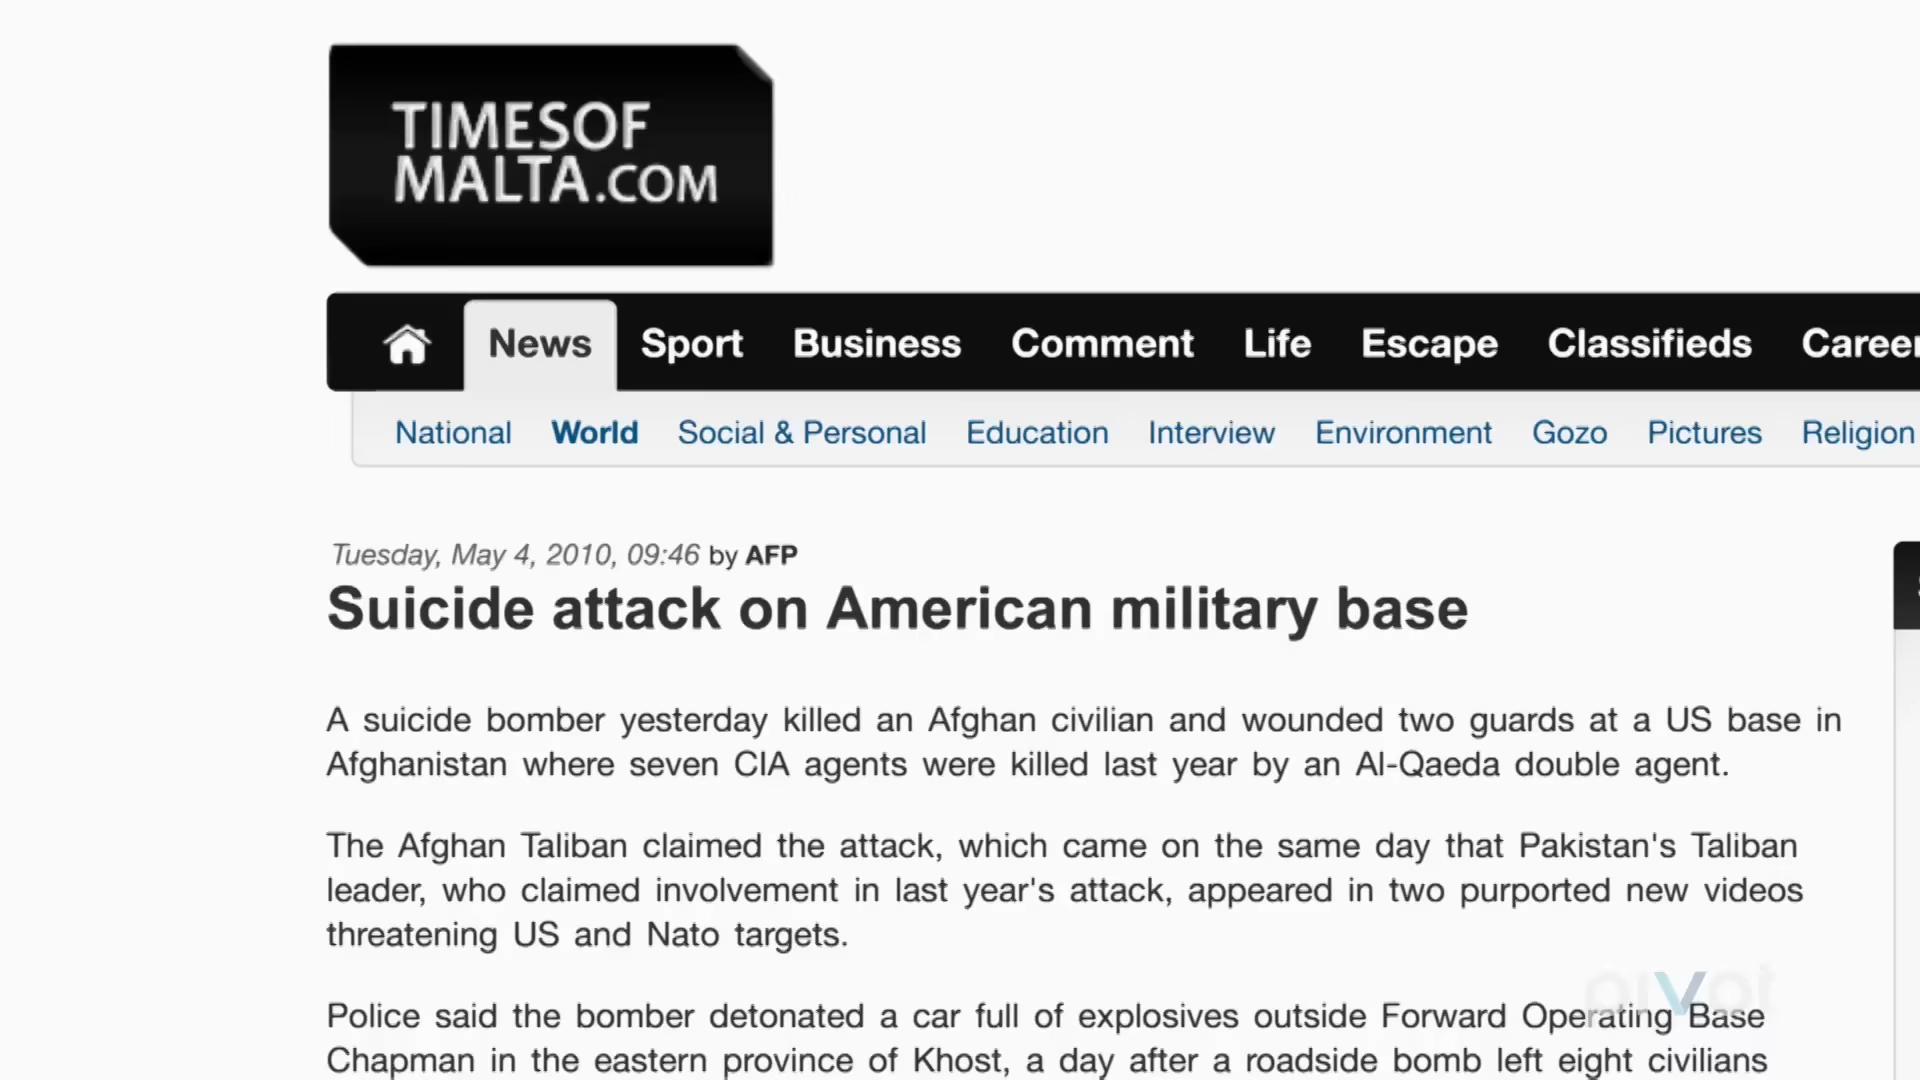 TIMESOF
MALTA.COM
News Sport Business Comment Life Escape Classifieds Career
National World Social & Personal Education Interview Environment Gozo Pictures Religion
Tuesday, May 4, 2010, 09:46 by AFP
Suicide attack on American military base
A suicide bomber yesterday killed an Afghan civilian and wounded two guards at a US base in
Afghanistan where seven CIA agents were killed last year by an Al-Qaeda double agent.
The Afghan Taliban claimed the attack, which came on the same day that Pakistan's Taliban
leader, who claimed involvement in last year's attack, appeared in two purported new videos
threatening US and Nato targets.
pivot
Police said the bomber detonated a car full of explosives outside Forward Operating Base
Chapman in the eastern province of Khost, a day after a roadside bomb left eight civilians